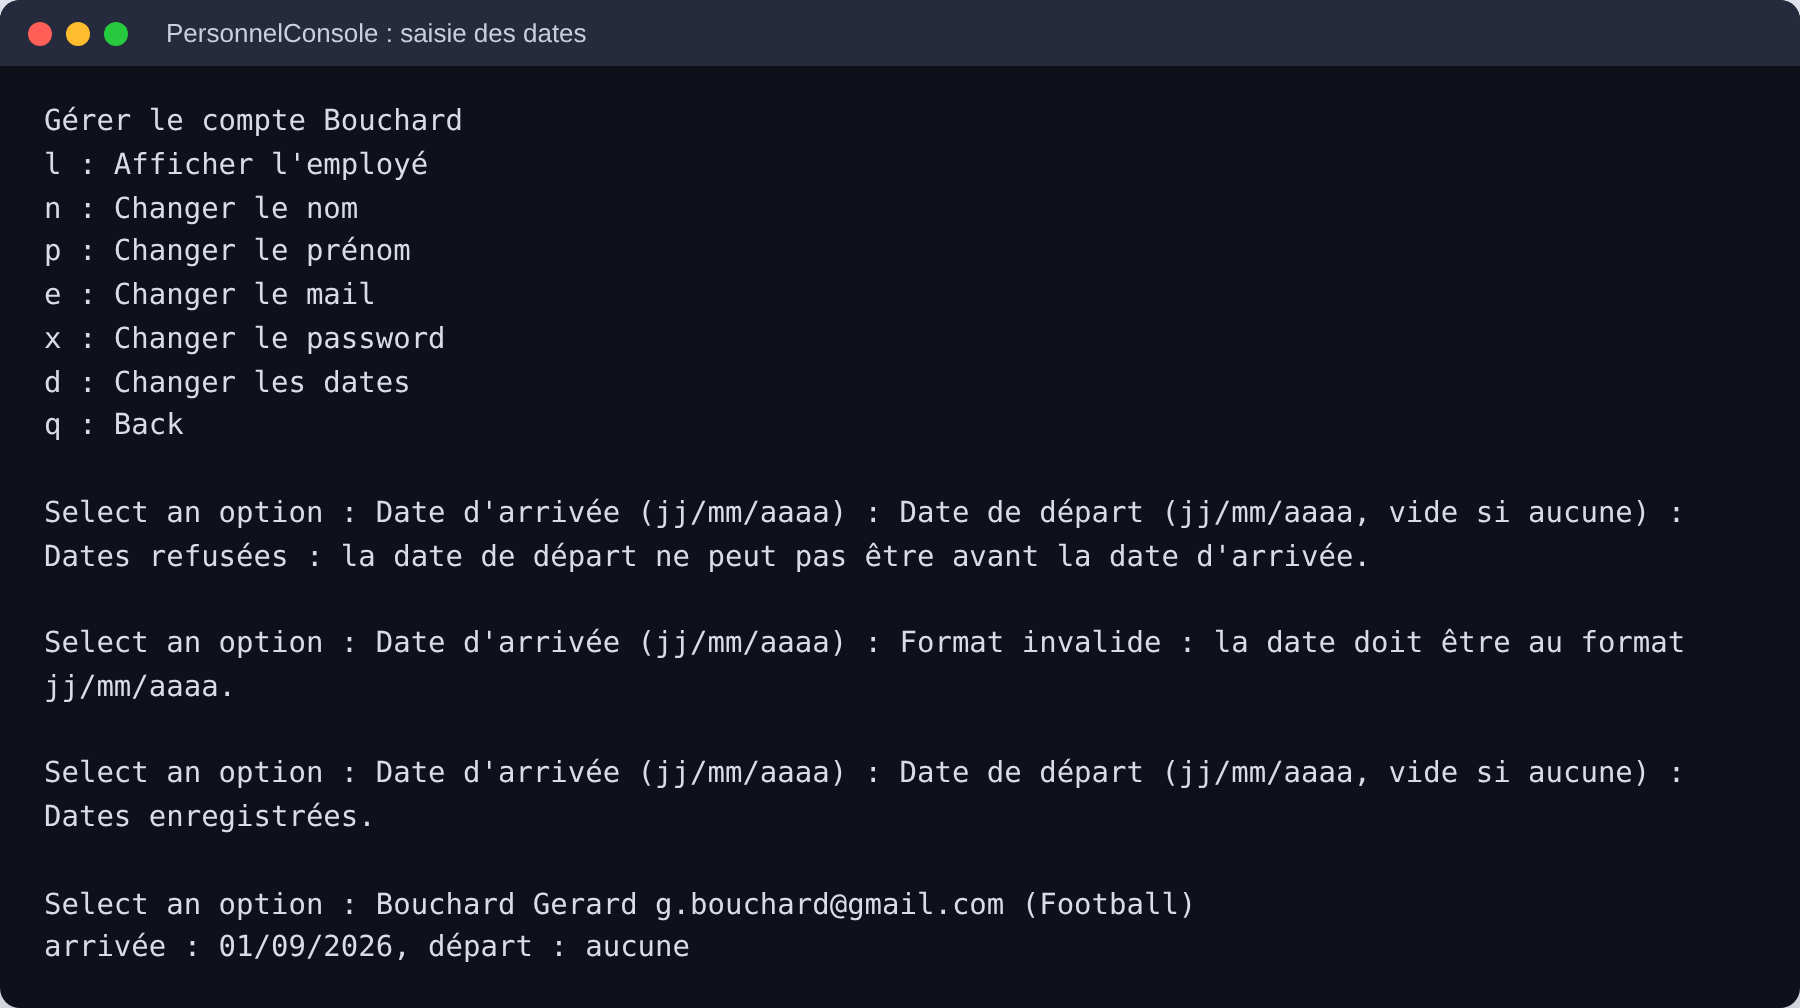 PersonnelConsole : saisie des dates
Gérer le compte Bouchard
l : Afficher l'employé
n : Changer le nom
p : Changer le prénom
e : Changer le mail
x : Changer le password
d : Changer les dates
q : Back
Select an option : Date d'arrivée (jj/mm/aaaa) : Date de départ (jj/mm/aaaa, vide si aucune) :
Dates refusées : la date de départ ne peut pas être avant la date d'arrivée.
Select an option : Date d'arrivée (jj/mm/aaaa) : Format invalide : la date doit être au format
jj/mm/aaaa.
Select an option : Date d'arrivée (jj/mm/aaaa) : Date de départ (jj/mm/aaaa, vide si aucune) :
Dates enregistrées.
Select an option : Bouchard Gerard g.bouchard@gmail.com (Football)
arrivée : 01/09/2026, départ : aucune